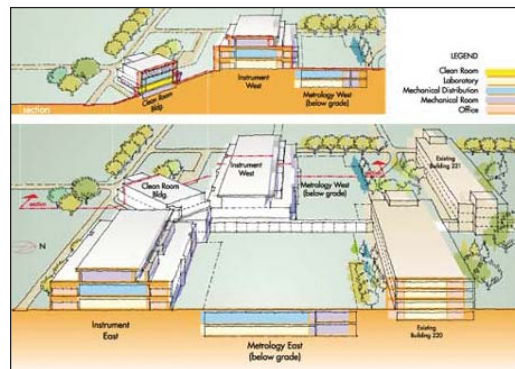 Instrument
West
Clean Room
Bldg.
Metrology West
(below grade)
section
LEGEND
Clean Room
Laboratory
Mechanical Distribution
Mechanical Room
Office
Instrument
West
Clean Room
Bldg.
Metrology West
(below grade)
Existing
Building 221
section
section
N
Instrument
East
Metrology East
(below grade)
Existing
Building 220